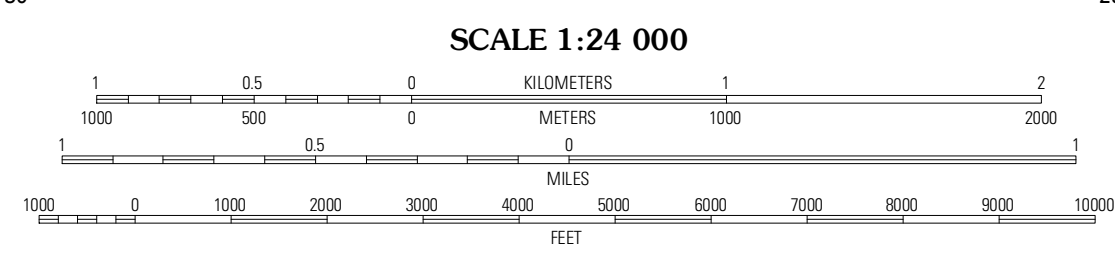 SCALE 1:24 000
1 0.5 0 KILOMETERS 1 2
1000 500 0 METERS 1000 2000
1 0.5 0 1
MILES
1000 0 1000 2000 3000 4000 5000 6000 7000 8000 9000 10000
FEET